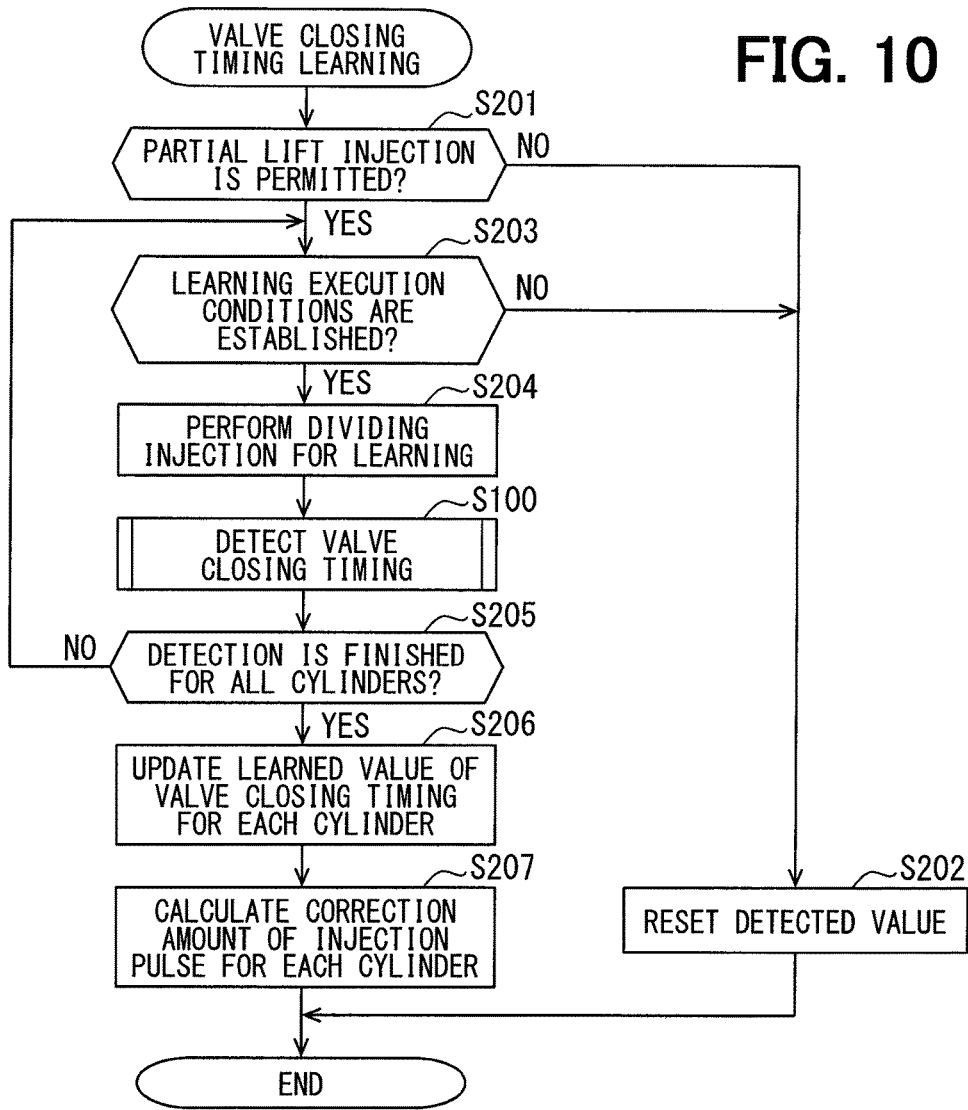 FIG. 10
VALVE CLOSING
TIMING LEARNING
S201
PARTIAL LIFT INJECTION
IS PERMITTED?
NO
YES
S203
LEARNING EXECUTION
CONDITIONS ARE
ESTABLISHED?
NO
YES
S204
PERFORM DIVIDING
INJECTION FOR LEARNING
S100
DETECT VALVE
CLOSING TIMING
S205
NO
DETECTION IS FINISHED
FOR ALL CYLINDERS?
YES
S206
UPDATE LEARNED VALUE OF
VALVE CLOSING TIMING
FOR EACH CYLINDER
S207
CALCULATE CORRECTION
AMOUNT OF INJECTION
PULSE FOR EACH CYLINDER
S202
RESET DETECTED VALUE
END